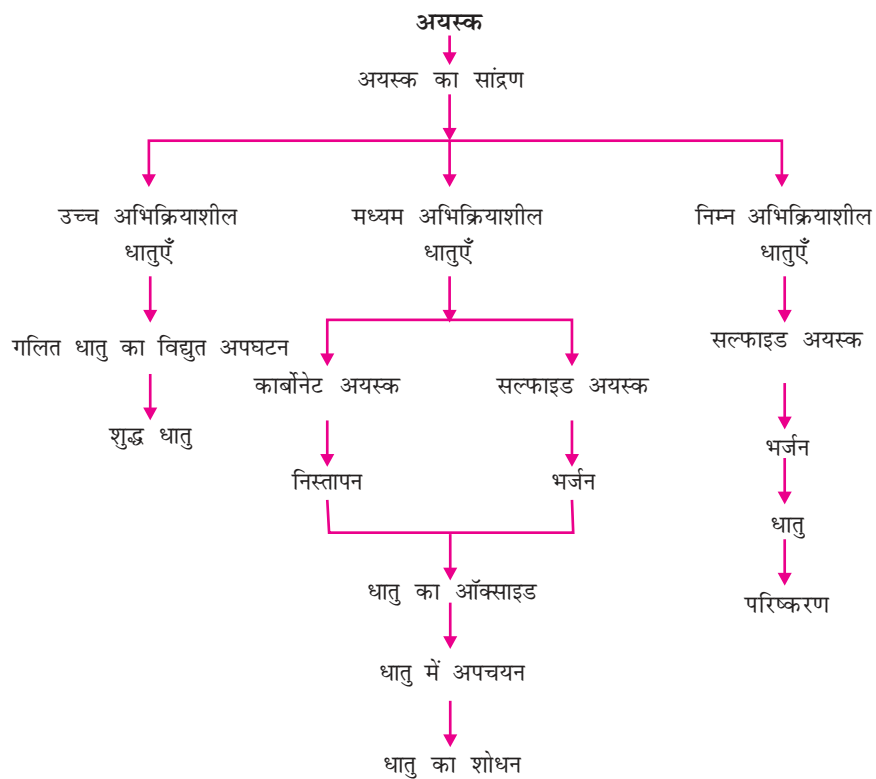 अयस्क
अयस्क का सांद्रण
उच्च अभिक्रियाशील
धातुएँ
मध्यम अभिक्रियाशील
धातुएँ
निम्न अभिक्रियाशील
धातुएँ
गलित धातु का विद्युत अपघटन
शुद्ध धातु
कार्बोनेट अयस्क
सल्फाइड अयस्क
निस्तापन
भर्जन
धातु का ऑक्साइड
धातु में अपचयन
धातु का शोधन
सल्फाइड अयस्क
भर्जन
धातु
परिष्करण